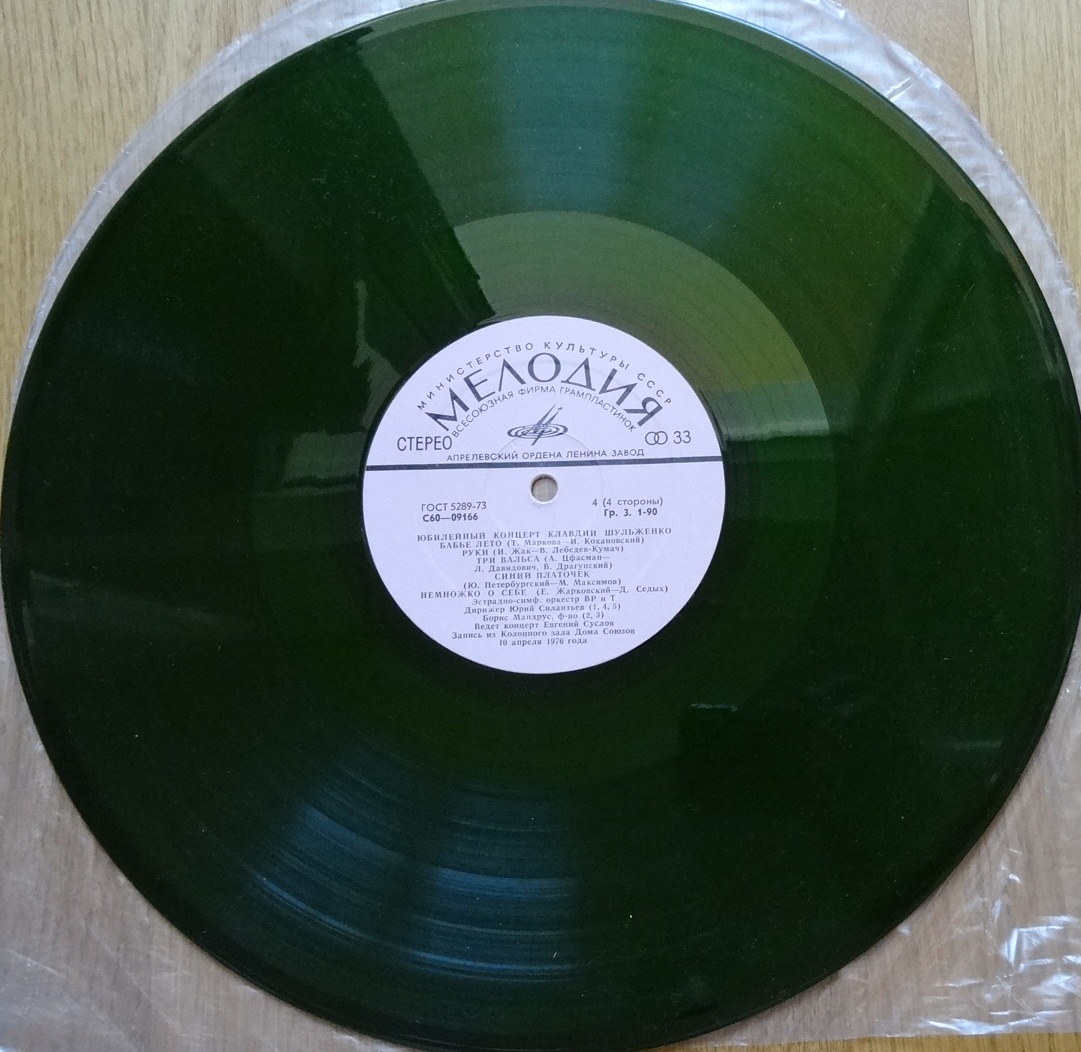 МИНИСТЕРСТВО КУЛЬТУРЫ СССР
МЕЛОДИЯ
ВСЕСОЮЗНАЯ ФИРМА ГРАМПЛАСТИНОК
СТЕРЕО
33
АПРЕЛЕВСКИЙ ОРДЕНА ЛЕНИНА ЗАВОД
ГОСТ 5289-73 4 (4 стороны)
С60—09166 Гр. 3. 1-90
ЮБИЛЕЙНЫЙ КОНЦЕРТ КЛАВДИИ ШУЛЬЖЕНКО
БАБЬЕ ЛЕТО (Т. Маркова—И. Кохановский)
РУКИ (И. Жак—В. Лебедев-Кумач)
ТРИ ВАЛЬСА (А. Цфасман—
Л. Давидович, В. Драгунский)
СИНИЙ ПЛАТОЧЕК
(Ю. Петербургский—М. Максимов)
НЕМНОЖКО О СЕБЕ (Е. Жарковский—Д. Седых)
Эстрадно-симф. оркестр ВР и Т
Дирижер Юрий Силантьев (1, 4, 5)
Борис Мандрус, ф-но (2, 3)
Ведет концерт Евгений Суслов
Запись из Колонного зала Дома Союзов
10 апреля 1976 года